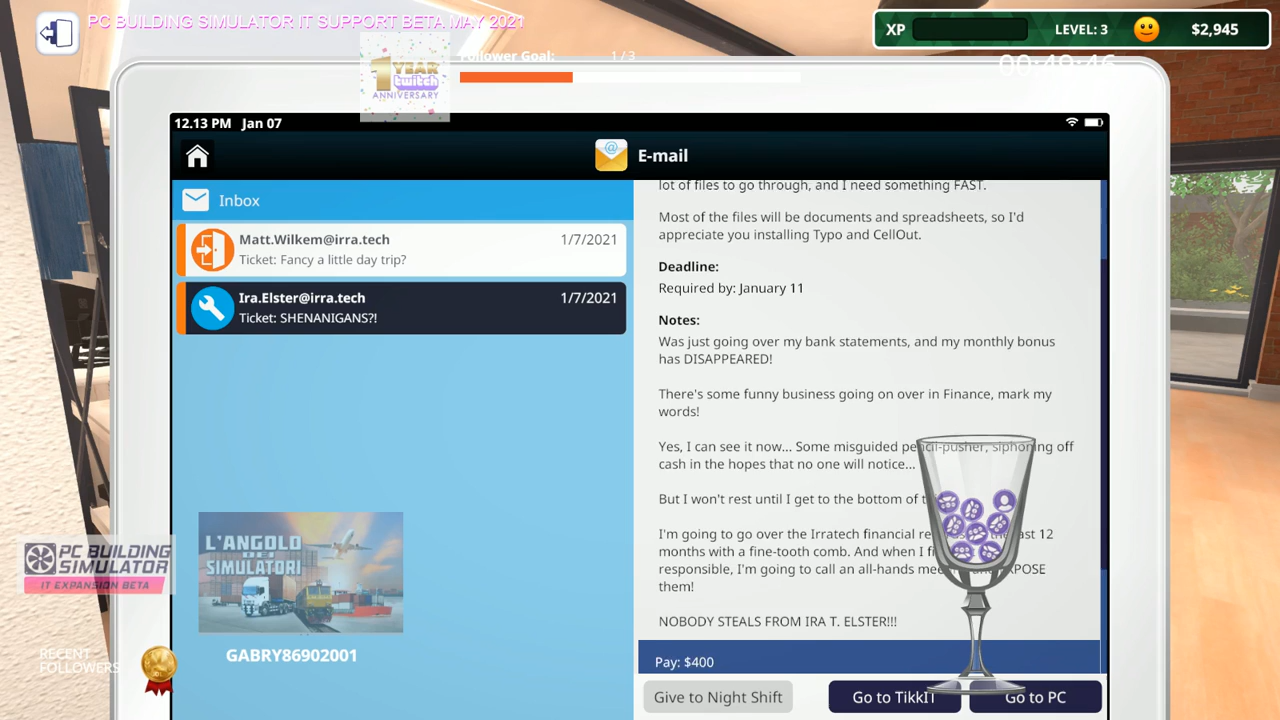 PC BUILDING SIMULATOR IT SUPPORT BETA MAY 2021
XP
LEVEL: 3
$2,945
Follower Goal: 1/3
1 YEAR
twitch
ANNIVERSARY
12.13 PM Jan 07
E-mail
Inbox
Matt.Wilkem@irra.tech 1/7/2021
Ticket: Fancy a little day trip?
Ira.Elster@irra.tech 1/7/2021
Ticket: SHENANIGANS?!
lot of files to go through, and I need something FAST.
Most of the files will be documents and spreadsheets, so I'd
appreciate you installing Typo and CellOut.
Deadline:
Required by: January 11
Notes:
Was just going over my bank statements, and my monthly bonus
has DISAPPEARED!
There's some funny business going on over in Finance, mark my
words!
Yes, I can see it now... Some misguided pencil-pusher, siphoning off
cash in the hopes that no one will notice...
But I won't rest until I get to the bottom of
I'm going to go over the Irratech financial 12
months with a fine-tooth comb. And when I
responsible, I'm going to call an all-hands
them!
NOBODY STEALS FROM IRA T. ELSTER!!!
Pay: $400
Give to Night Shift
Go to TikkIT
Go to PC
L'ANGOLO
DEI
SIMULATORI
GABRY86902001
PC BUILDING
SIMULATOR
IT EXPANSION BETA
RECENT
FOLLOWERS